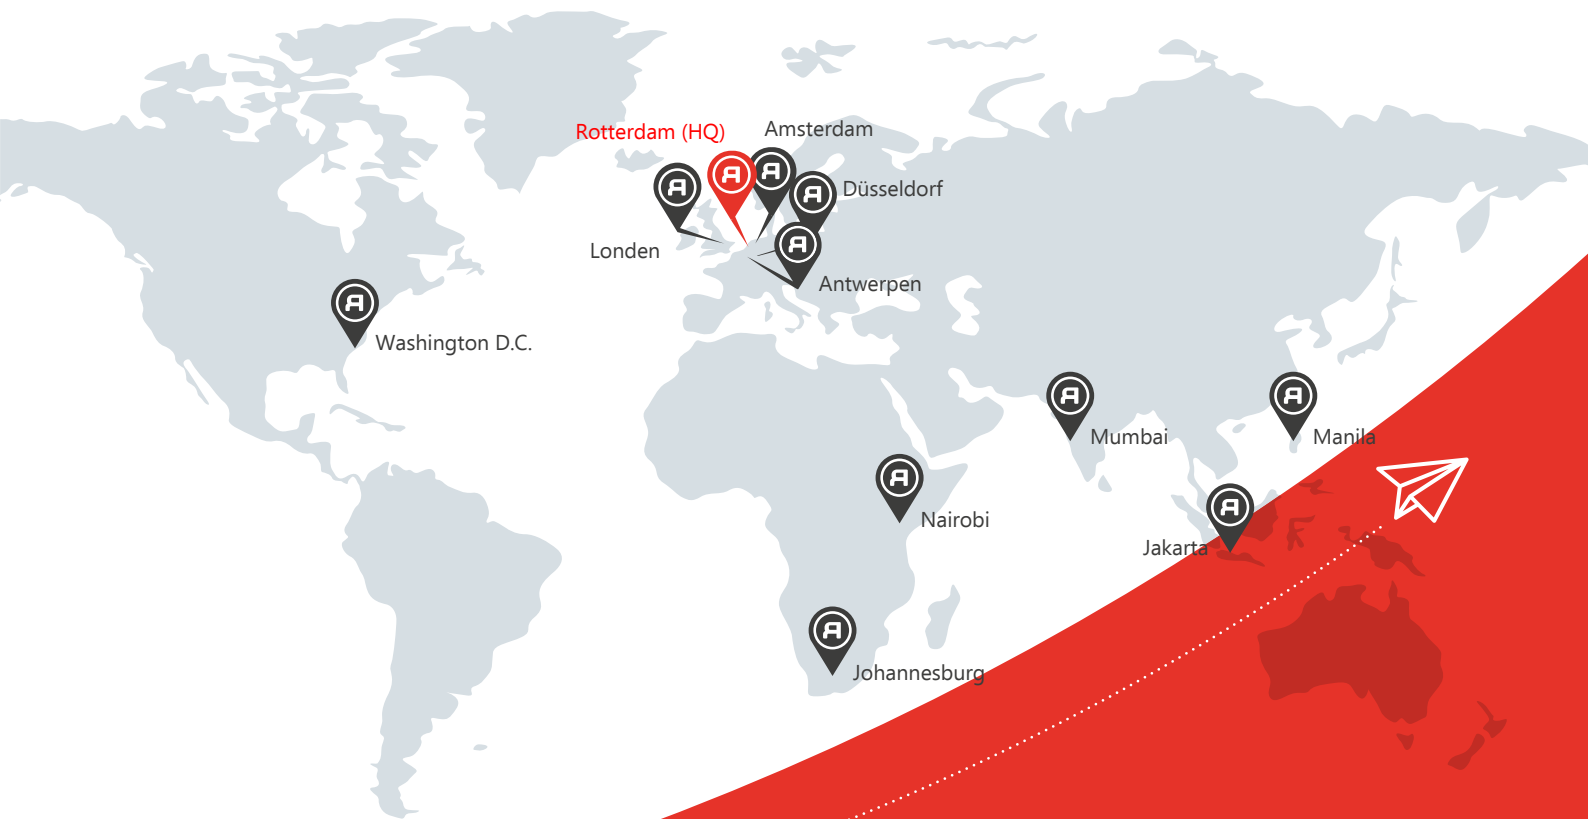 Rotterdam (HQ)
Amsterdam
Düsseldorf
Londen
Antwerpen
Washington D.C.
Mumbai
Manila
Nairobi
Jakarta
Johannesburg